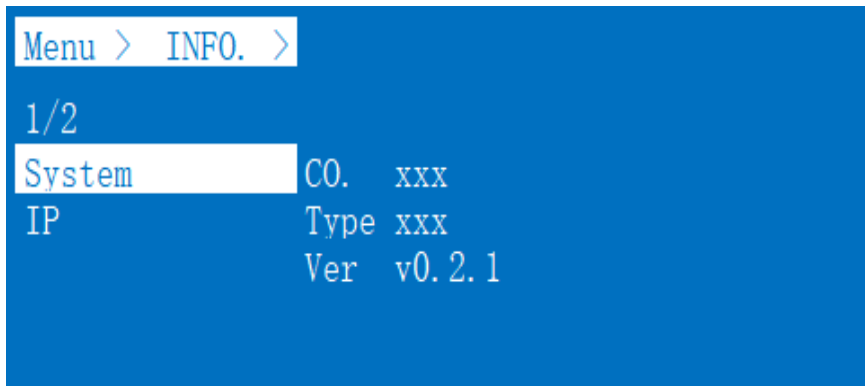 Menu > INFO. >
1/2
System CO. xxx
IP Type xxx
Ver v0.2.1